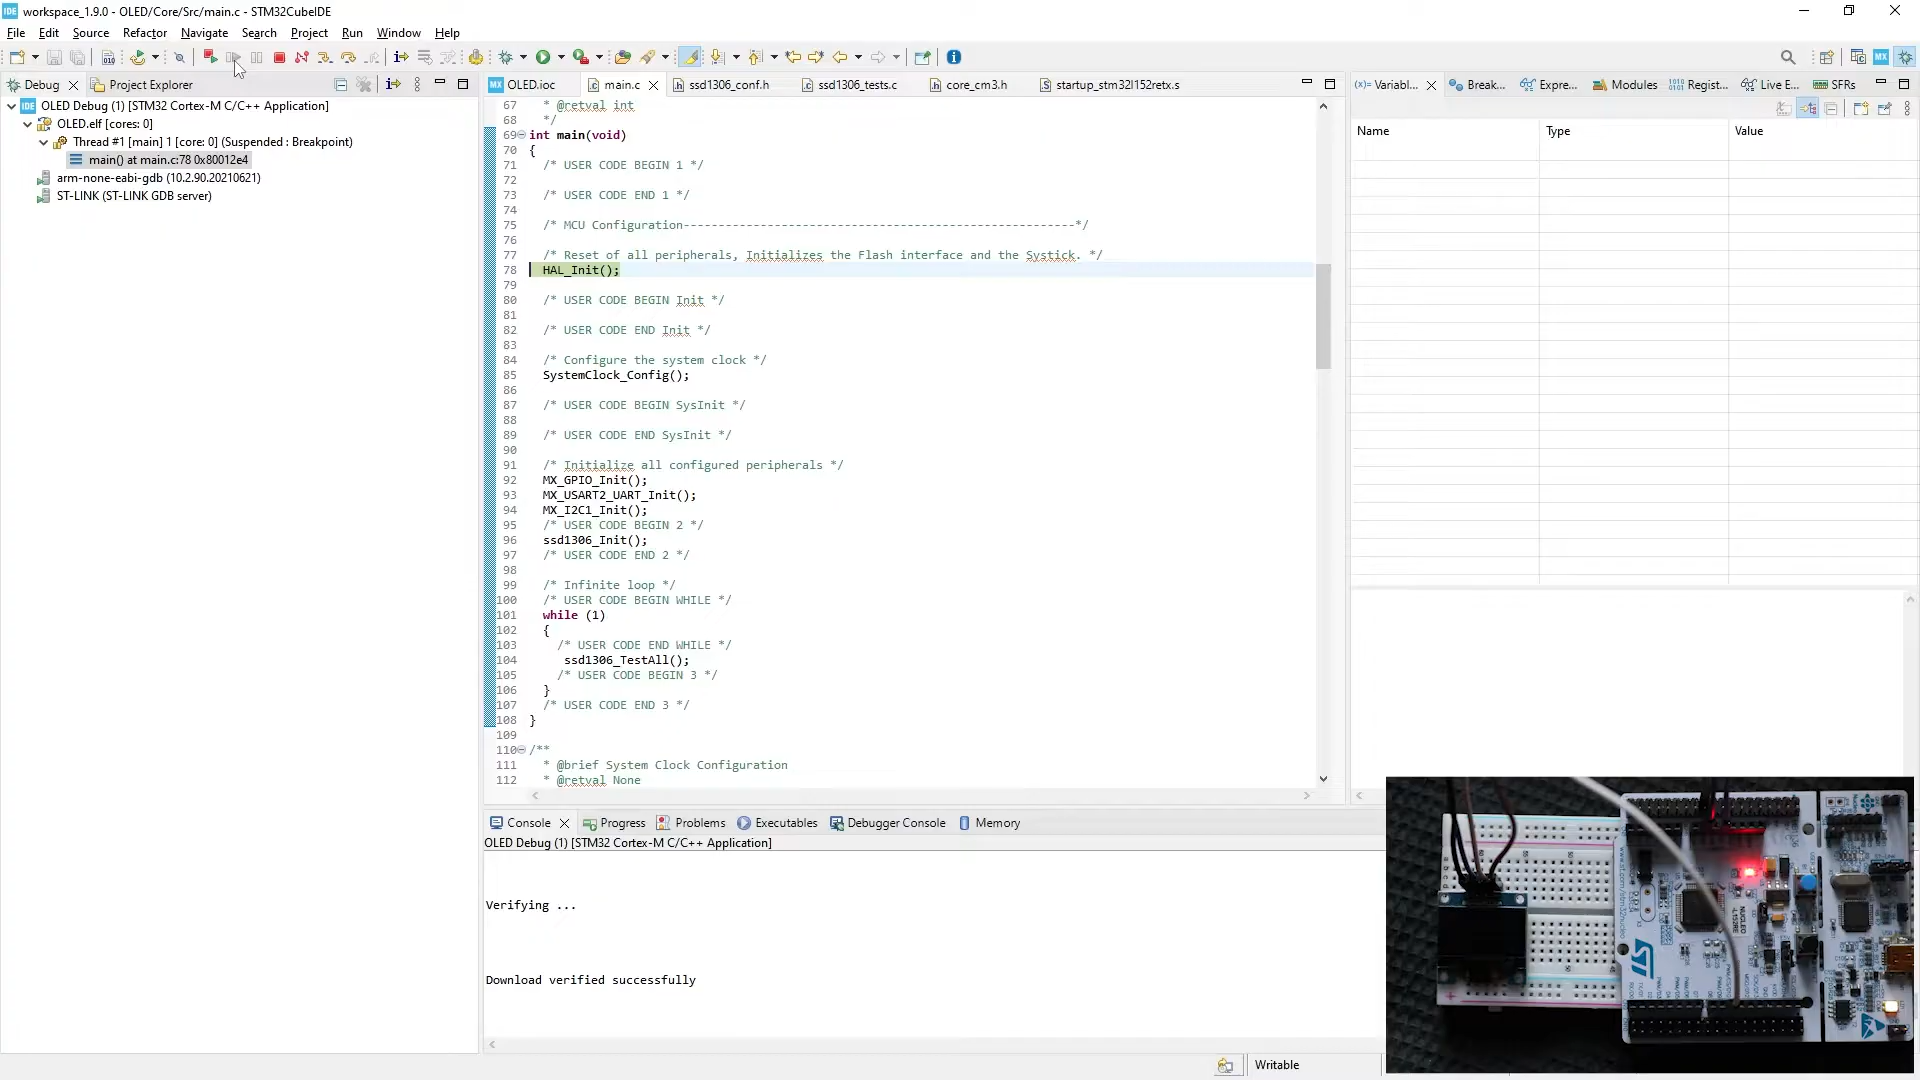 workspace_1.9.0 - OLED/Core/Src/main.c - STM32CubeIDE
File Edit Source Refactor Navigate Search Project Run Window Help
Debug Project Explorer
OLED Debug (1) [STM32 Cortex-M C/C++ Application]
OLED.elf [cores: 0]
Thread #1 [main] 1 [core: 0] (Suspended : Breakpoint)
main() at main.c:78 0x80012e4
arm-none-eabi-gdb (10.2.90.20210621)
ST-LINK (ST-LINK GDB server)
OLED.ioc main.c ssd1306_conf.h ssd1306_tests.c core_cm3.h startup_stm32l152retx.s
67 * @retval int
68 */
69 int main(void)
70 {
71 /* USER CODE BEGIN 1 */
72
73 /* USER CODE END 1 */
74
75 /* MCU Configuration--------------------------------------------------------*/
76
77 /* Reset of all peripherals, Initializes the Flash interface and the Systick. */
78 HAL_Init();
79
80 /* USER CODE BEGIN Init */
81
82 /* USER CODE END Init */
83
84 /* Configure the system clock */
85 SystemClock_Config();
86
87 /* USER CODE BEGIN SysInit */
88
89 /* USER CODE END SysInit */
90
91 /* Initialize all configured peripherals */
92 MX_GPIO_Init();
93 MX_USART2_UART_Init();
94 MX_I2C1_Init();
95 /* USER CODE BEGIN 2 */
96 ssd1306_Init();
97 /* USER CODE END 2 */
98
99 /* Infinite loop */
100 /* USER CODE BEGIN WHILE */
101 while (1)
102 {
103 /* USER CODE END WHILE */
104 ssd1306_TestAll();
105 /* USER CODE BEGIN 3 */
106 }
107 /* USER CODE END 3 */
108 }
109
110 /**
111 * @brief System Clock Configuration
112 * @retval None
(x)= Variabl... Break... Expre... Modules Regist... Live E... SFRs
Name Type Value
Console Progress Problems Executables Debugger Console Memory
OLED Debug (1) [STM32 Cortex-M C/C++ Application]
Verifying ...
Download verified successfully
Writable
NUCLEO
ST